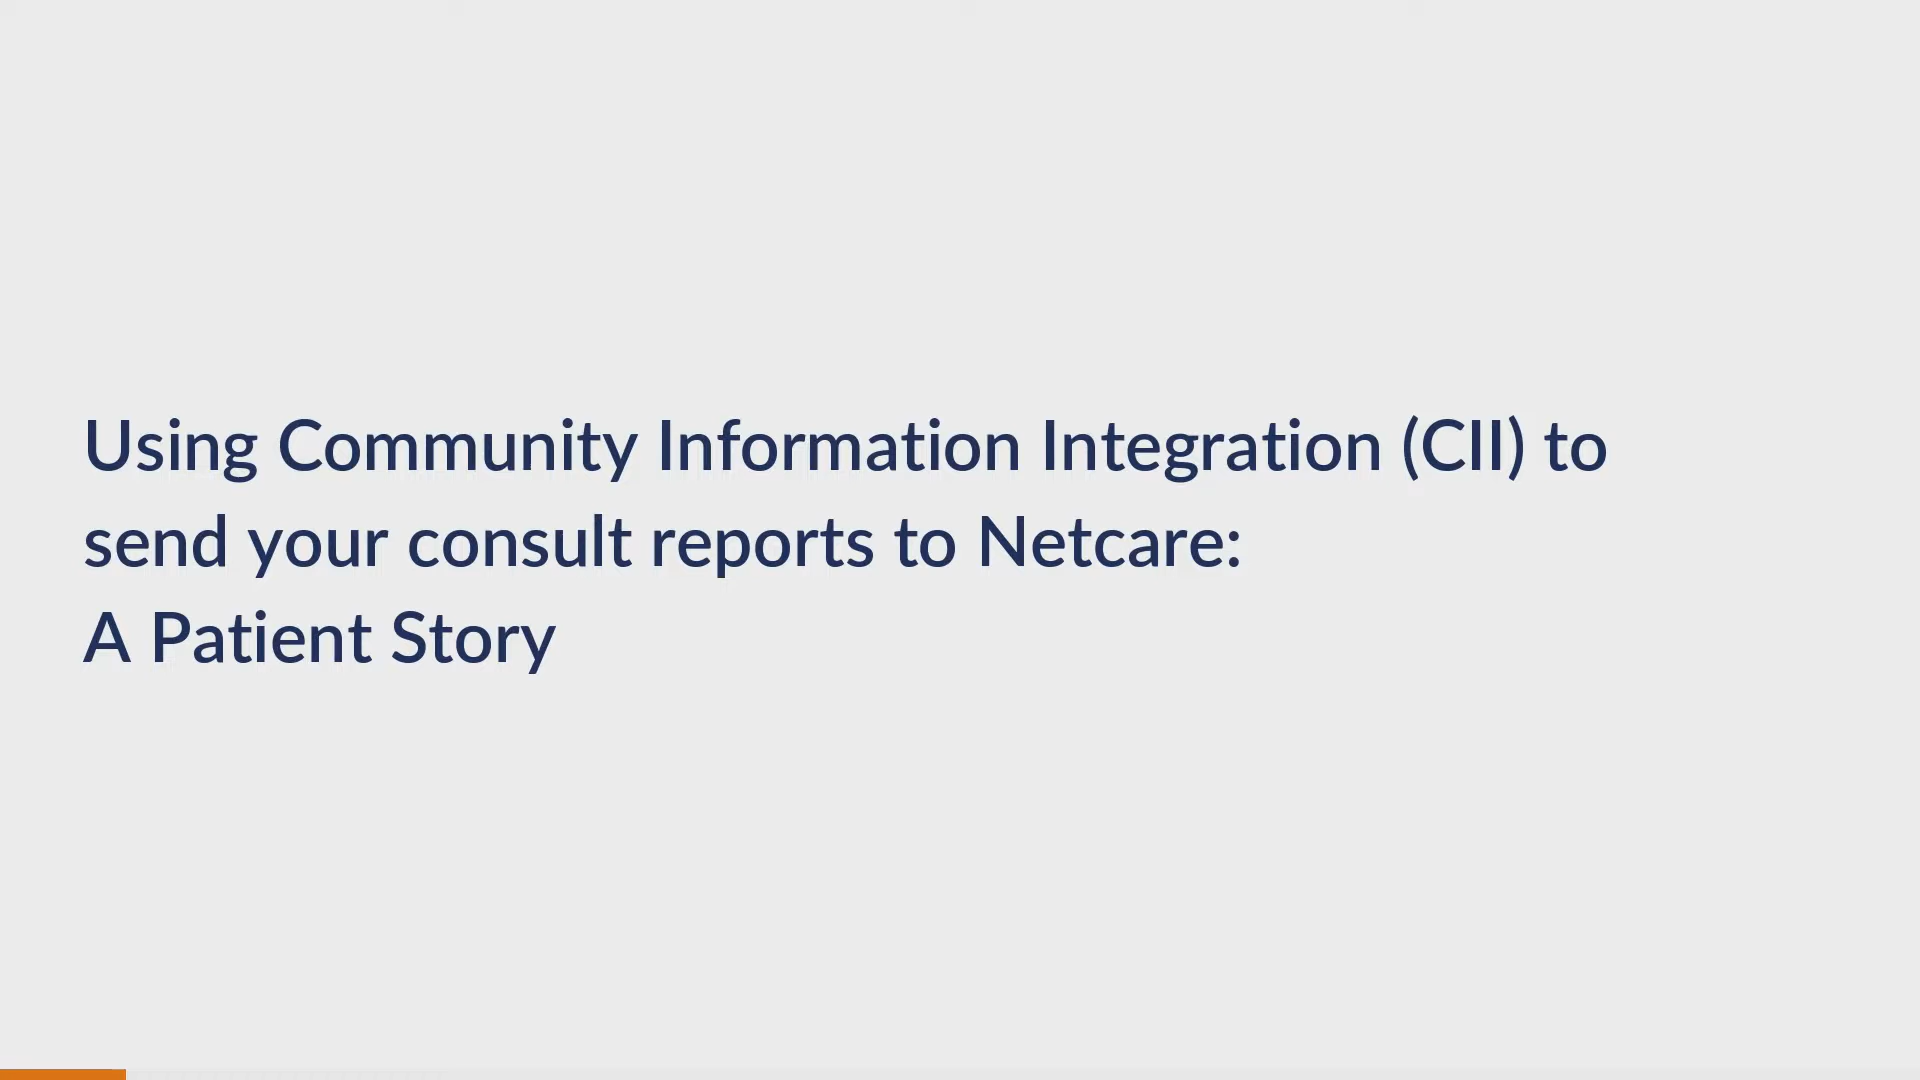 Using Community Information Integration (CII) to
send your consult reports to Netcare:
A Patient Story